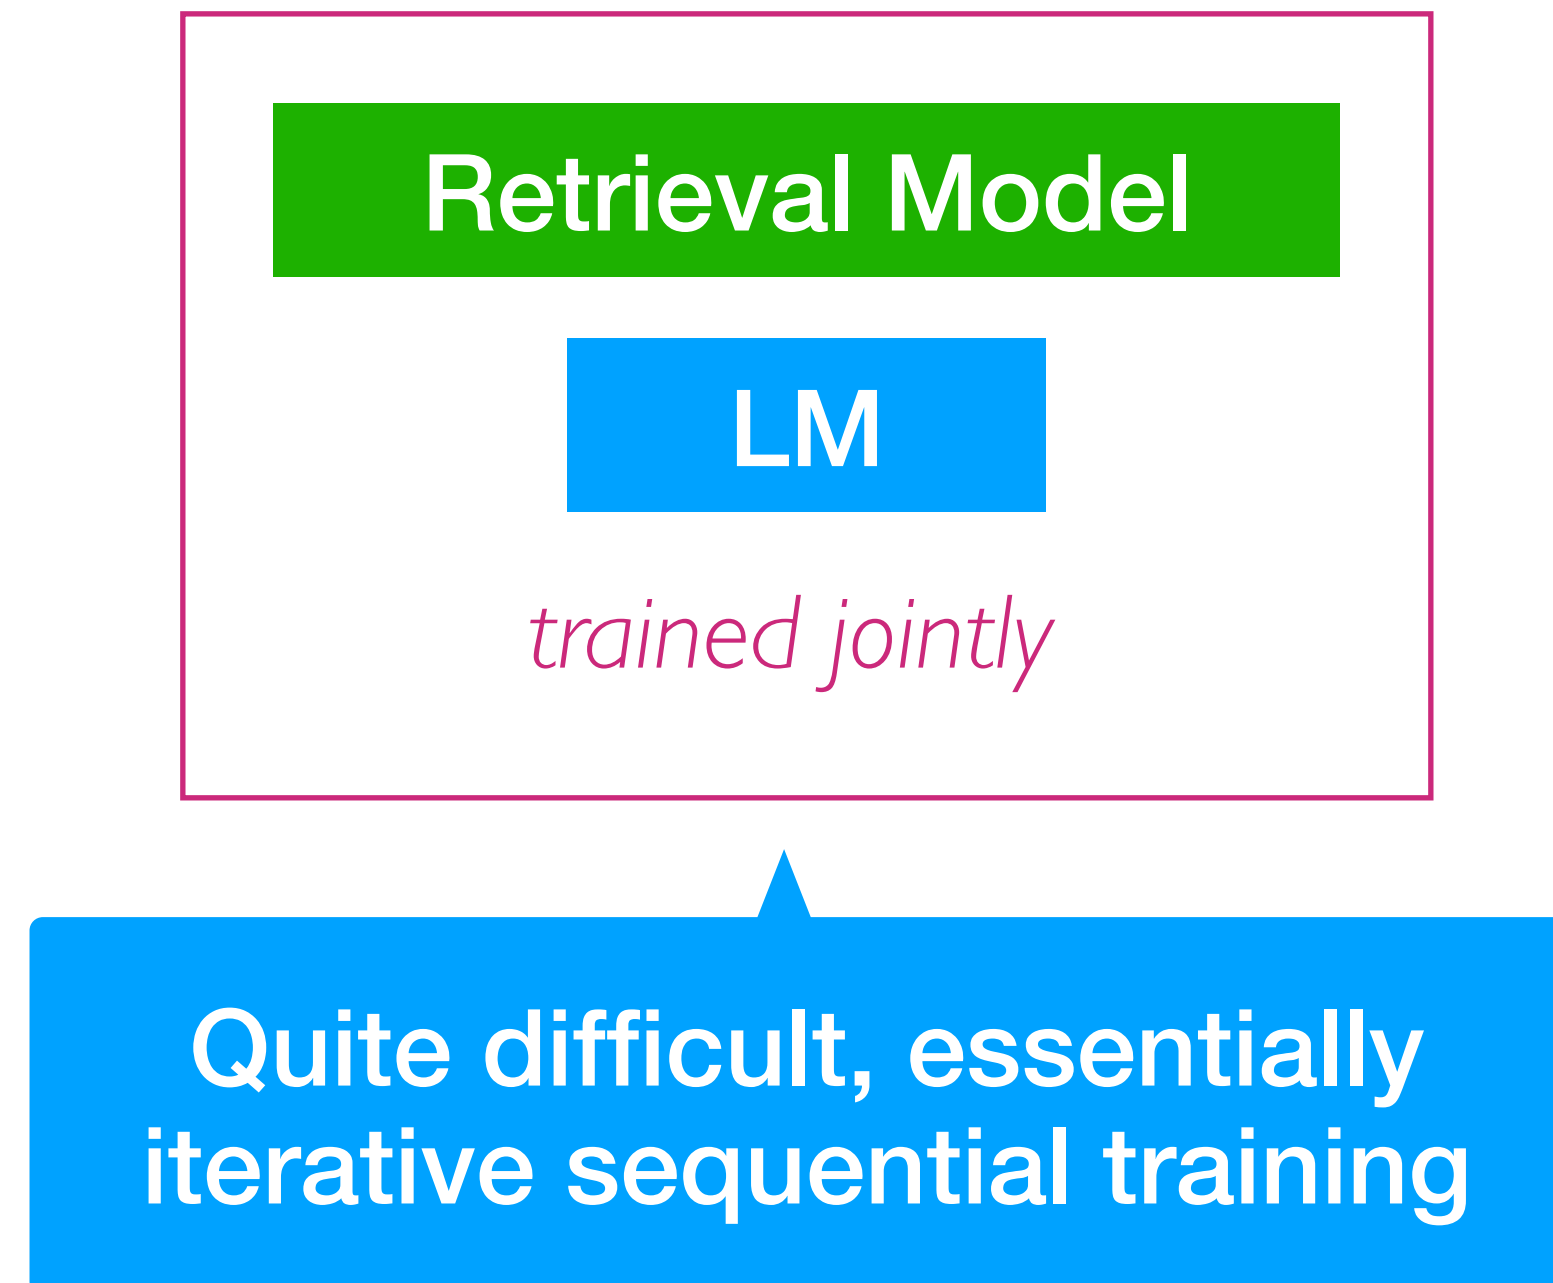 Retrieval Model
LM
trained jointly
Quite difficult, essentially
iterative sequential training